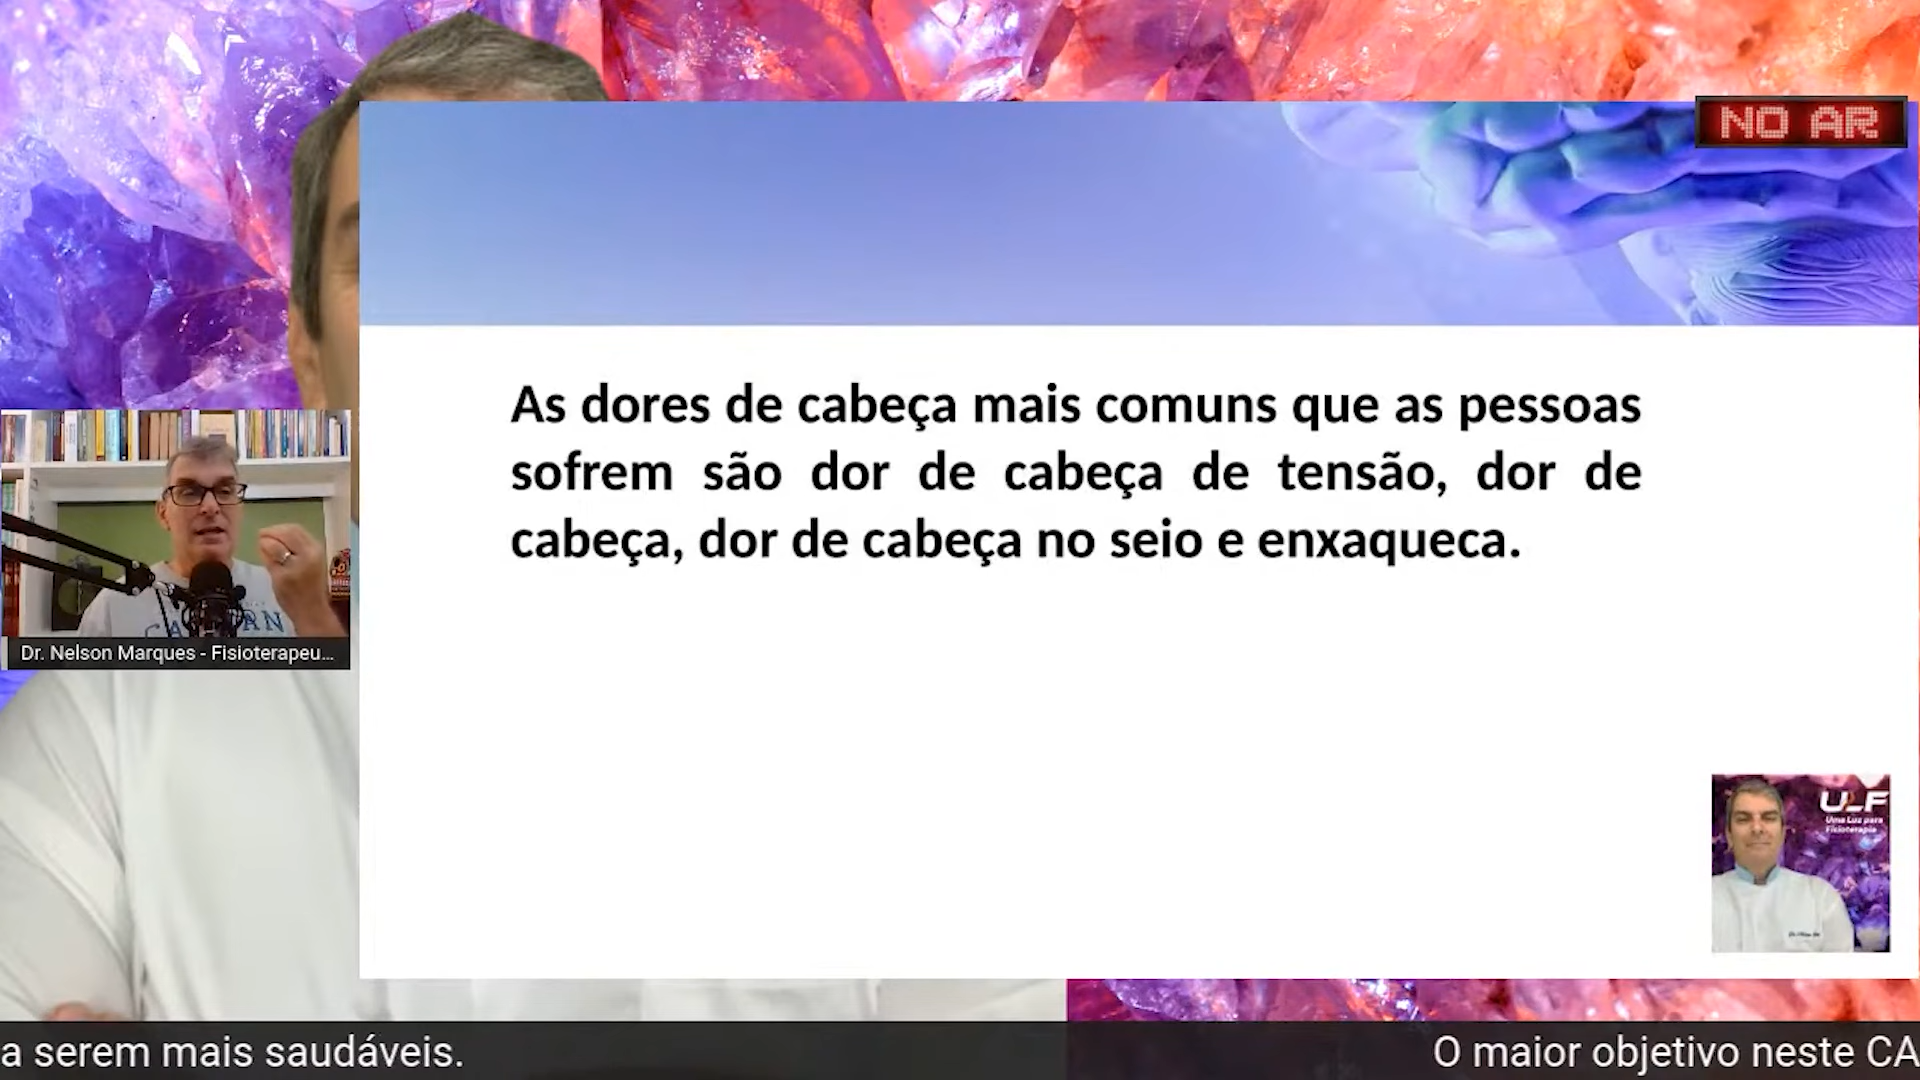 NO AR
As dores de cabeça mais comuns que as pessoas
sofrem são dor de cabeça de tensão, dor de
cabeça, dor de cabeça no seio e enxaqueca.
Dr. Nelson Marques - Fisioterapeu...
ULF
Uma Luz para
Fisioterapia
a serem mais saudáveis.
O maior objetivo neste CA